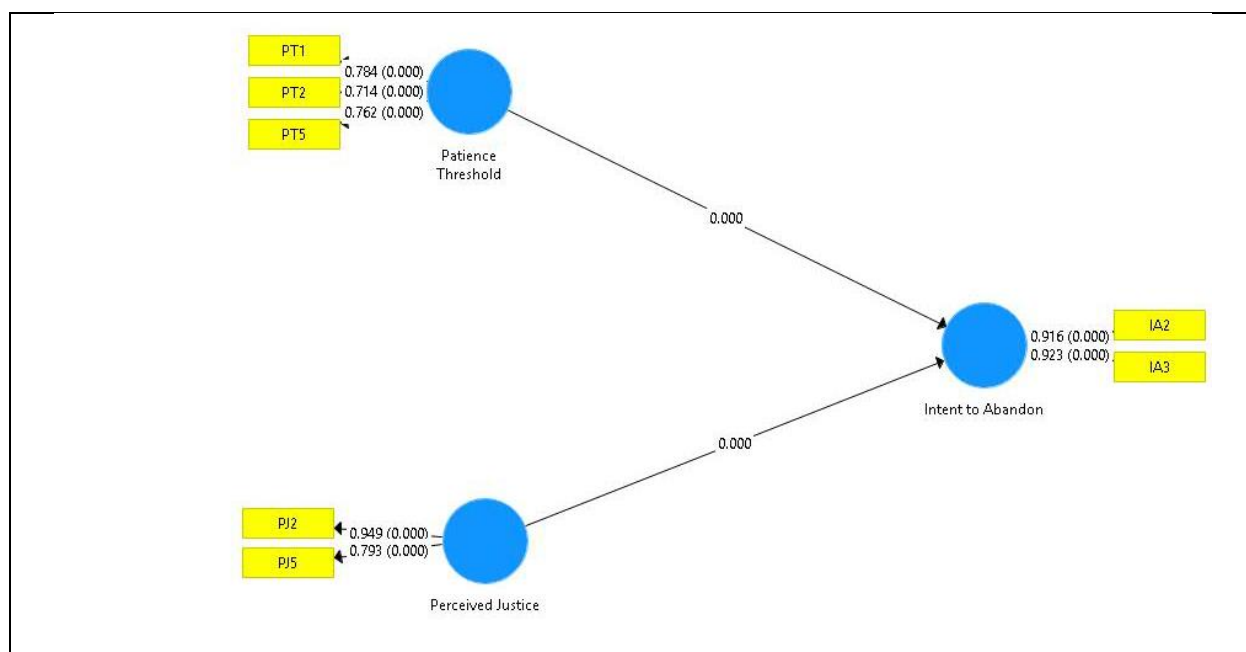 PT1
0.784 (0.000)
PT2
0.714 (0.000)
0.762 (0.000)
PT5
Patience
Threshold
0.000
IA2
0.916 (0.000)
0.923 (0.000)
IA3
Intent to Abandon
0.000
PJ2
0.949 (0.000)
0.793 (0.000)
PJ5
Perceived Justice